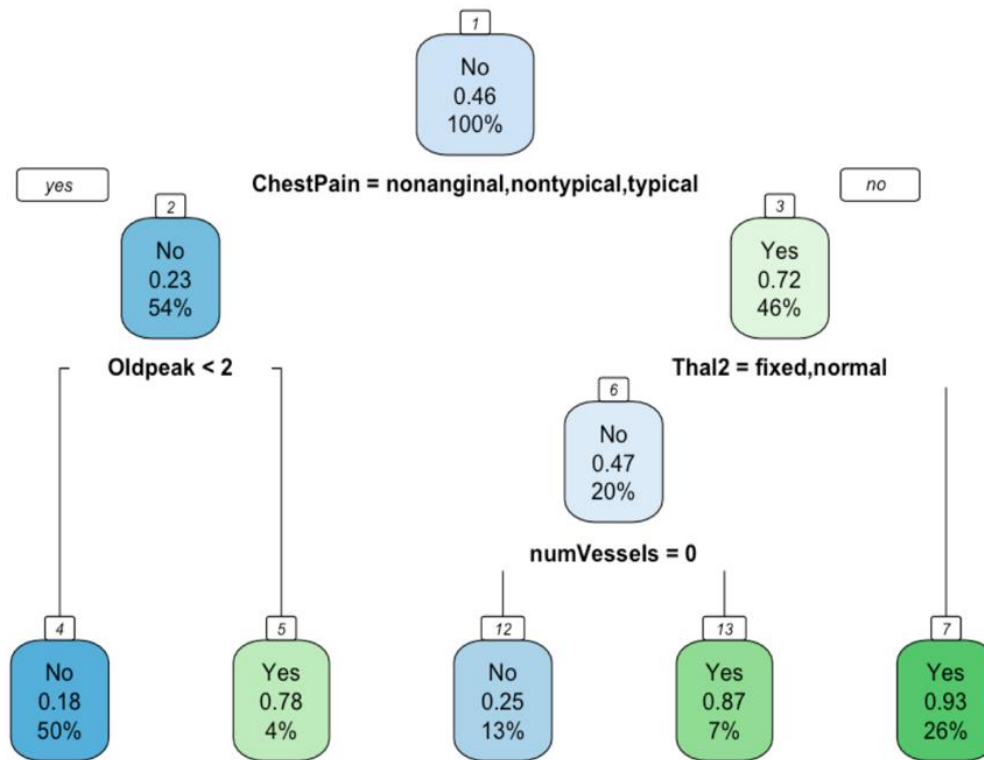 1
No
0.46
100%
ChestPain = nonanginal,nontypical,typical
yes
no
2
No
0.23
54%
Oldpeak < 2
3
Yes
0.72
46%
Thal2 = fixed,normal
6
No
0.47
20%
numVessels = 0
4
No
0.18
50%
5
Yes
0.78
4%
12
No
0.25
13%
13
Yes
0.87
7%
7
Yes
0.93
26%